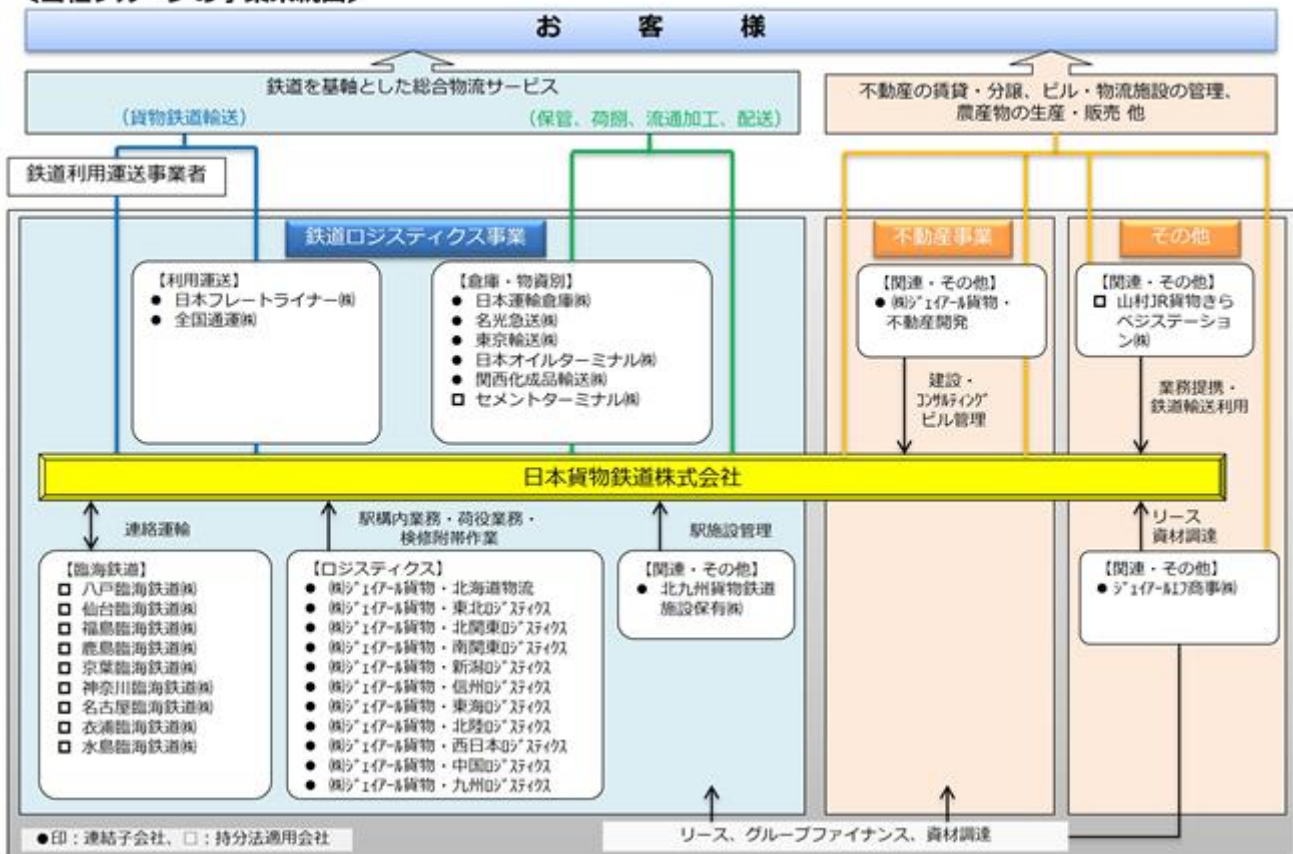 お　客　様
鉄道を基軸とした総合物流サービス
（貨物鉄道輸送）
（保管、荷捌、流通加工、配送）
不動産の賃貸・分譲、ビル・物流施設の管理、
農産物の生産・販売 他
鉄道利用運送事業者
鉄道ロジスティクス事業
不動産事業
その他
【利用運送】
● 日本フレートライナー㈱
● 全国通運㈱
【倉庫・物資別】
● 日本運輸倉庫㈱
● 名光急送㈱
● 東京輸送㈱
● 日本オイルターミナル㈱
● 関西化成品輸送㈱
□ セメントターミナル㈱
【関連・その他】
● ㈱ｼﾞｪｲｱｰﾙ貨物・
不動産開発
【関連・その他】
□ 山村JR貨物きら
ベジステーショ
ン㈱
建設・
ｺﾝｻﾙﾃｨﾝｸﾞ
ビル管理
業務提携・
鉄道輸送利用
日本貨物鉄道株式会社
連絡運輸
駅構内業務・荷役業務・
検修附帯作業
駅施設管理
リース
資材調達
【臨海鉄道】
□ 八戸臨海鉄道㈱
□ 仙台臨海鉄道㈱
□ 福島臨海鉄道㈱
□ 鹿島臨海鉄道㈱
□ 京葉臨海鉄道㈱
□ 神奈川臨海鉄道㈱
□ 名古屋臨海鉄道㈱
□ 衣浦臨海鉄道㈱
□ 水島臨海鉄道㈱
【ロジスティクス】
● ㈱ｼﾞｪｲｱｰﾙ貨物・北海道物流
● ㈱ｼﾞｪｲｱｰﾙ貨物・東北ﾛｼﾞｽﾃｨｸｽ
● ㈱ｼﾞｪｲｱｰﾙ貨物・北関東ﾛｼﾞｽﾃｨｸｽ
● ㈱ｼﾞｪｲｱｰﾙ貨物・南関東ﾛｼﾞｽﾃｨｸｽ
● ㈱ｼﾞｪｲｱｰﾙ貨物・新潟ﾛｼﾞｽﾃｨｸｽ
● ㈱ｼﾞｪｲｱｰﾙ貨物・信州ﾛｼﾞｽﾃｨｸｽ
● ㈱ｼﾞｪｲｱｰﾙ貨物・東海ﾛｼﾞｽﾃｨｸｽ
● ㈱ｼﾞｪｲｱｰﾙ貨物・北陸ﾛｼﾞｽﾃｨｸｽ
● ㈱ｼﾞｪｲｱｰﾙ貨物・西日本ﾛｼﾞｽﾃｨｸｽ
● ㈱ｼﾞｪｲｱｰﾙ貨物・中国ﾛｼﾞｽﾃｨｸｽ
● ㈱ｼﾞｪｲｱｰﾙ貨物・九州ﾛｼﾞｽﾃｨｸｽ
【関連・その他】
● 北九州貨物鉄道
施設保有㈱
【関連・その他】
● ｼﾞｪｲｱｰﾙｴﾌ商事㈱
●印：連結子会社、□：持分法適用会社
リース、グループファイナンス、資材調達